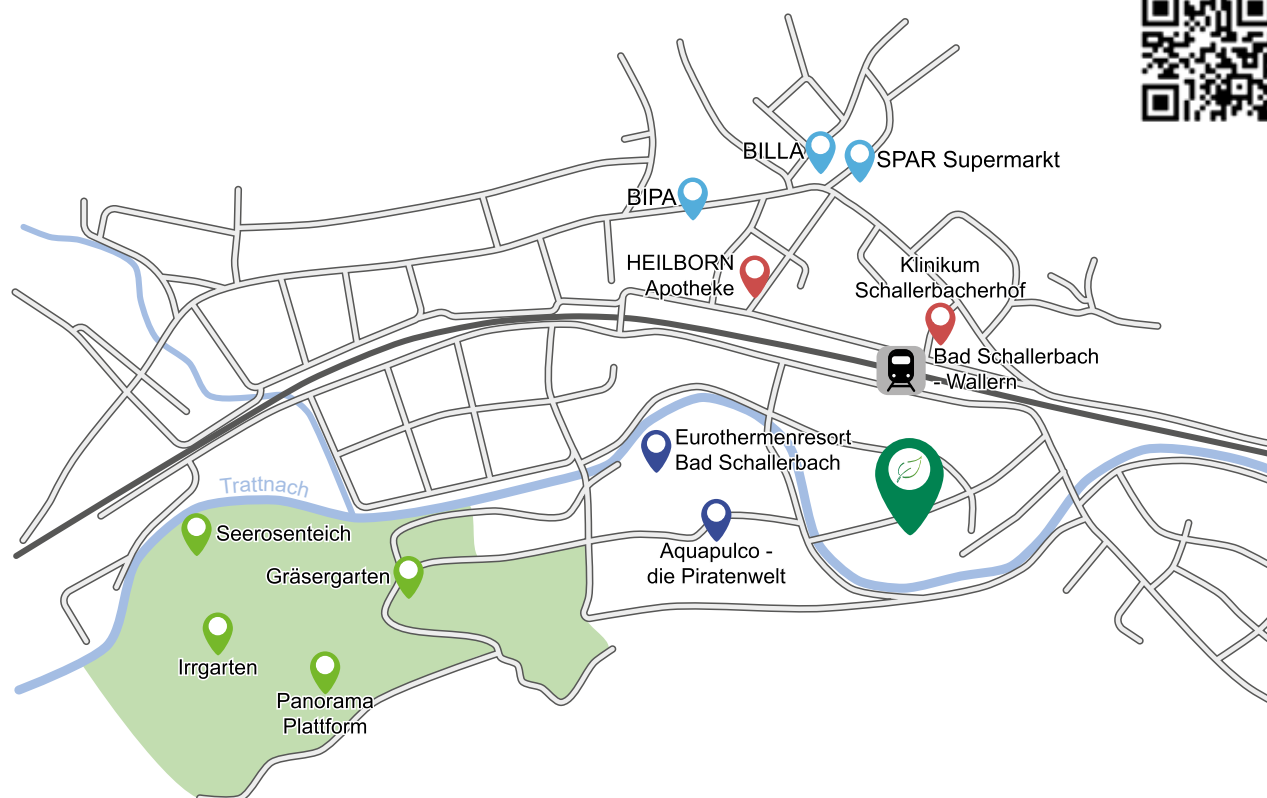 BILLA
SPAR Supermarkt
BIPA
HEILBORN
Apotheke
Klinikum
Schallerbacherhof
Bad Schallerbach
- Wallern
Eurothermenresort
Bad Schallerbach
Trattnach
Seerosenteich
Aquapulco -
die Piratenwelt
Gräsergarten
Irrgarten
Panorama
Plattform